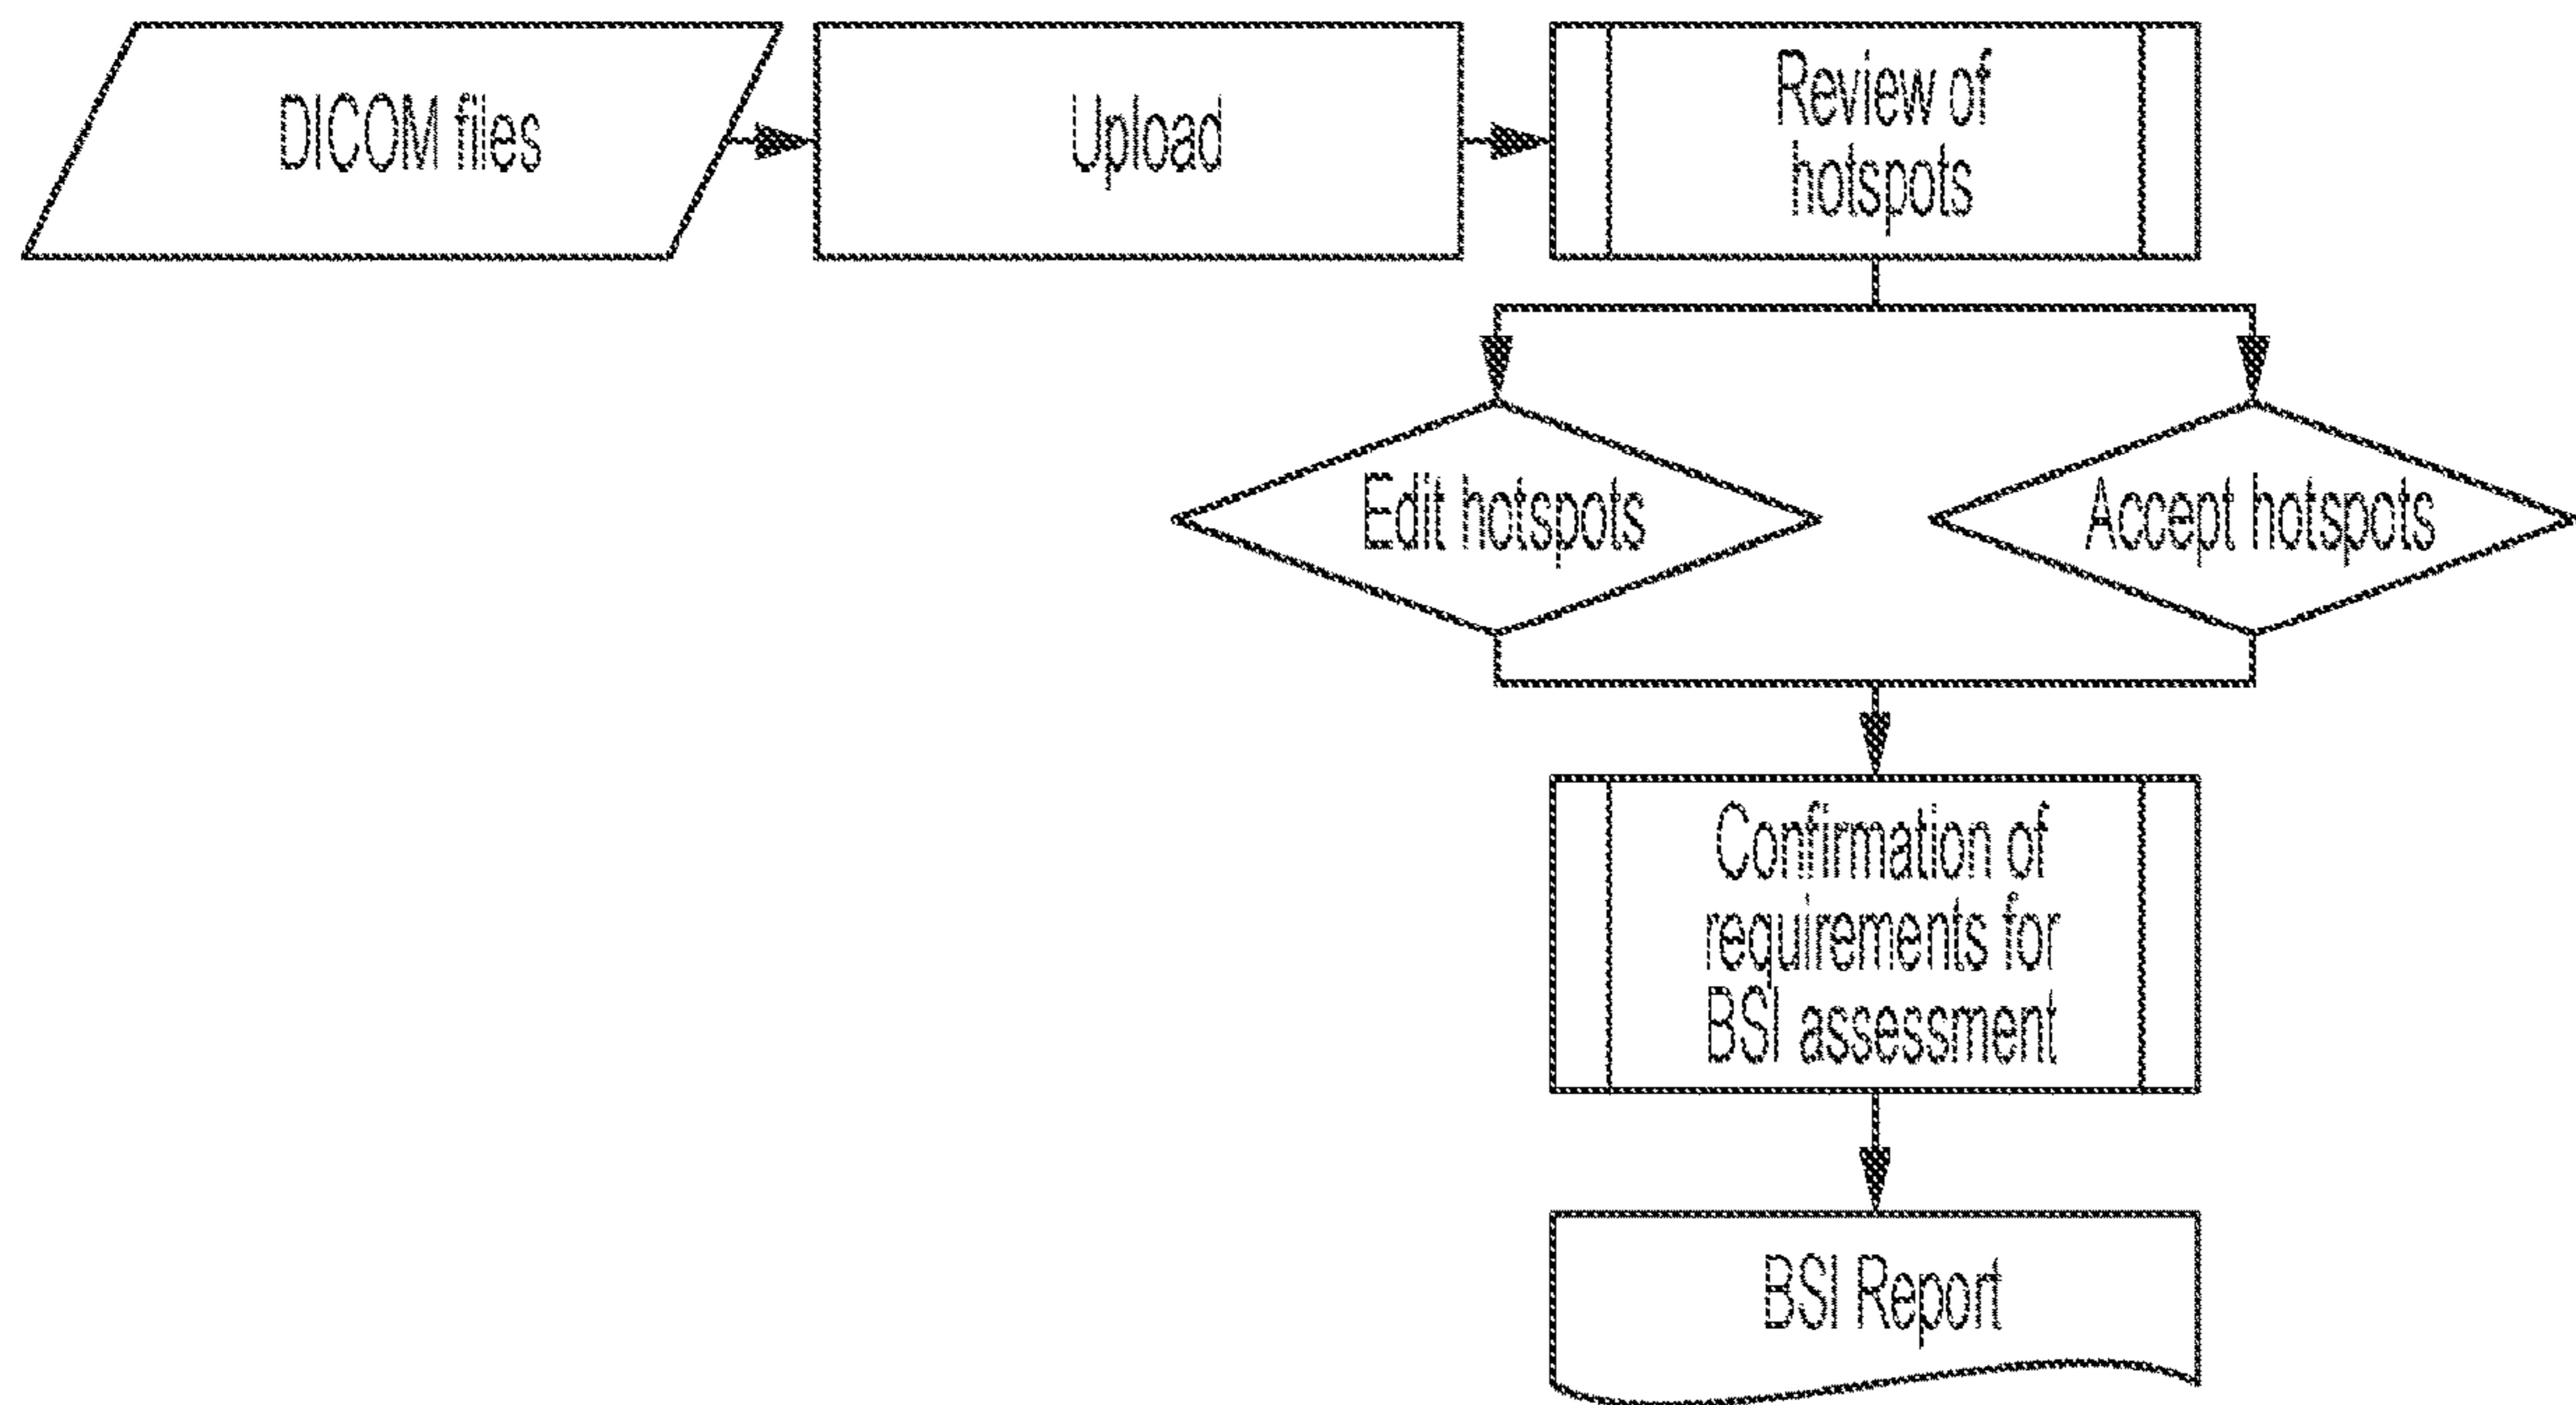 DICOM files
Upload
Review of
hotspots
Edit hotspots
Accept hotspots
Confirmation of
requirements for
BSI assessment
BSI Report